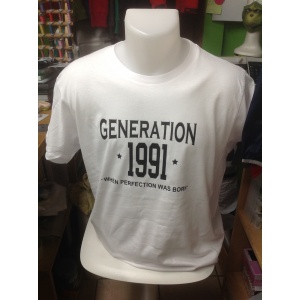 GENERATION
1991
WHEN PERFECTION WAS BORN